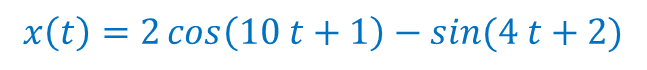 x(t) = 2 cos(10 t + 1) − sin(4 t + 2)